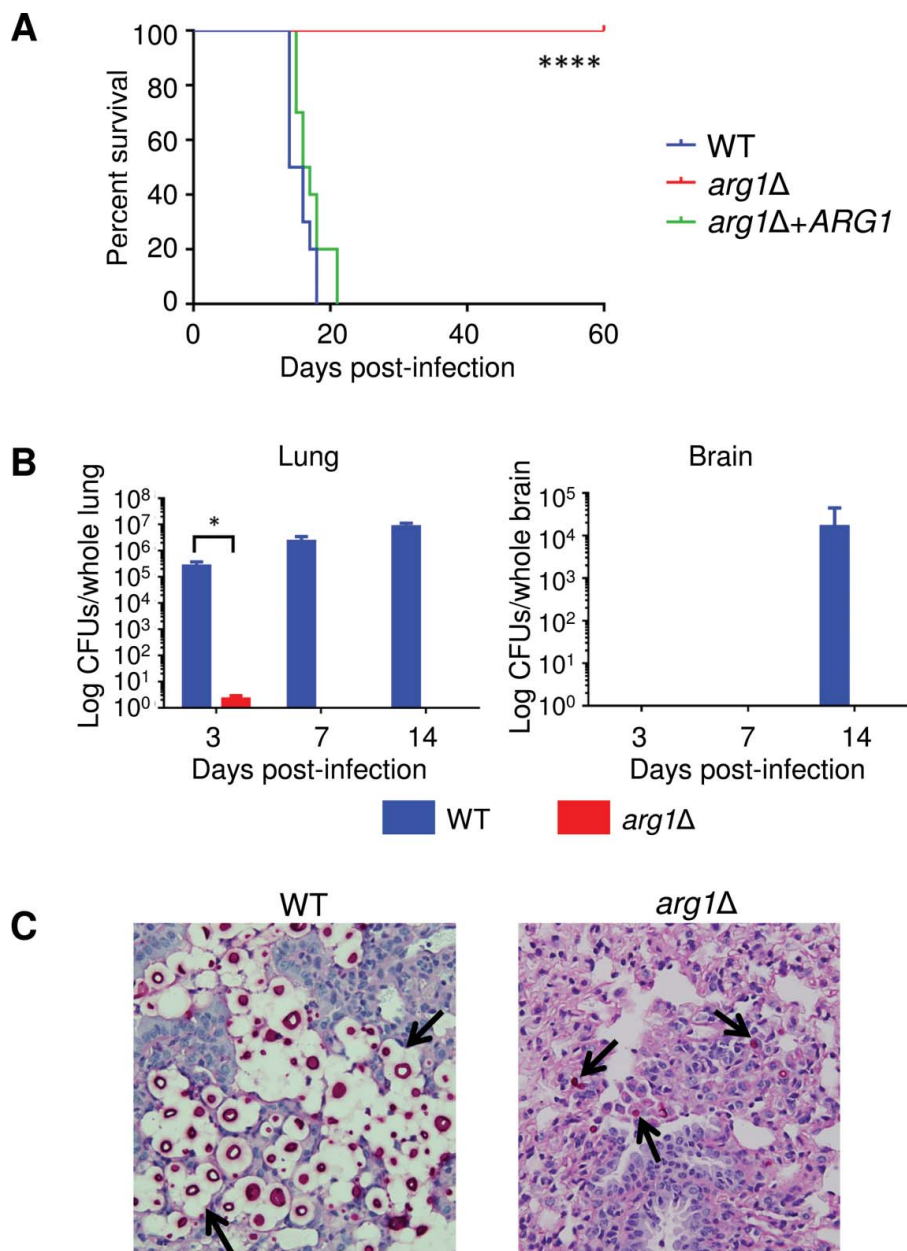 A
Percent survival
100
80
60
40
20
0
0 20 40 60
Days post-infection
****
WT
arg1Δ
arg1Δ+ARG1
B
Lung
Log CFUs/whole lung
10⁸
10⁷
10⁶
10⁵
10⁴
10³
10²
10¹
10⁰
*
3 7 14
Days post-infection
Brain
Log CFUs/whole brain
10⁵
10⁴
10³
10²
10¹
10⁰
3 7 14
Days post-infection
WT
arg1Δ
C
WT
arg1Δ